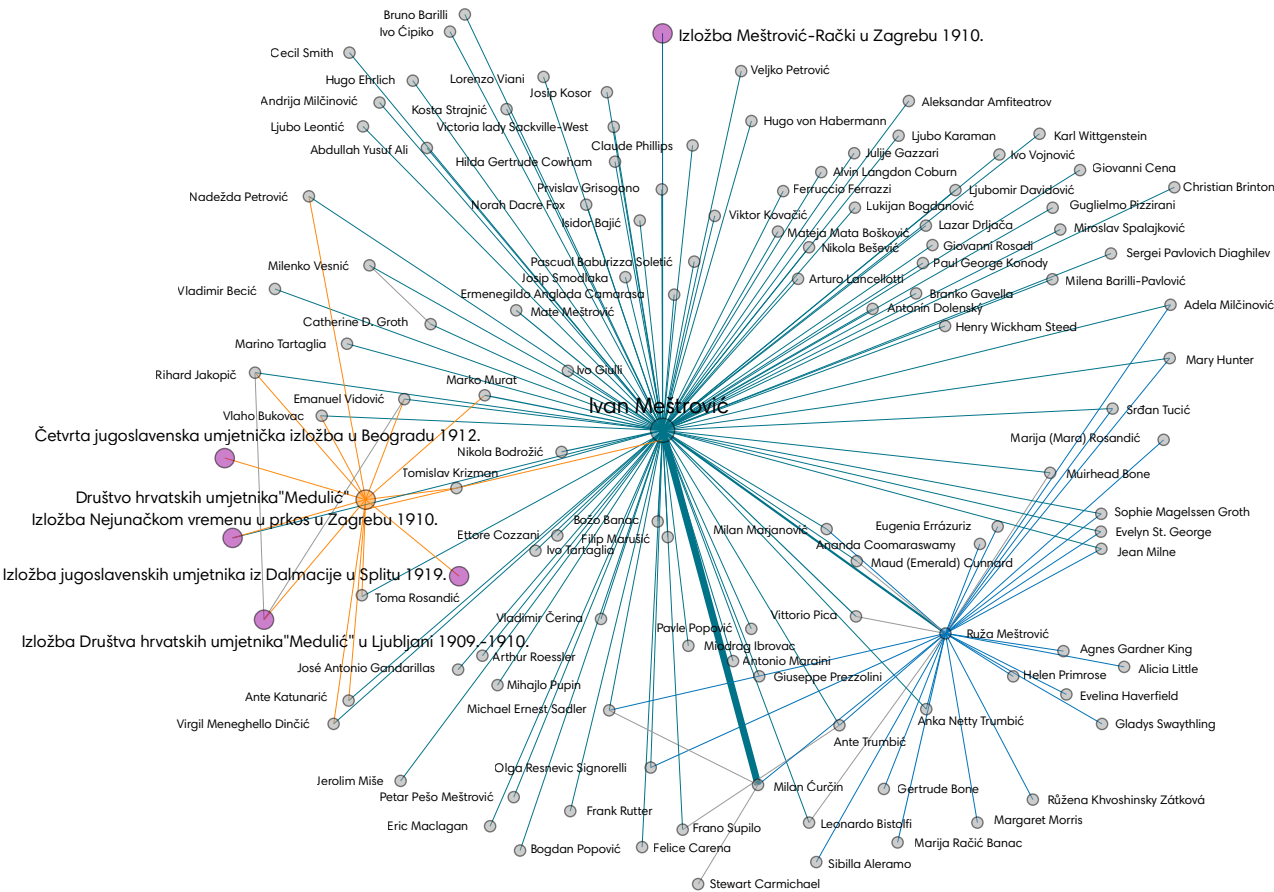 Bruno Barilli
Ivo Ćipiko
Izložba Meštrović-Rački u Zagrebu 1910.
Cecil Smith
Veljko Petrović
Hugo Ehrlich
Lorenzo Viani
Josip Kosor
Andrija Milčinović
Kosta Strajnić
Aleksandar Amfiteatrov
Ljubo Leontić
Victoria lady Sackville-West
Hugo von Habermann
Ljubo Karaman
Karl Wittgenstein
Abdullah Yusuf Ali
Claude Phillips
Julije Gazzari
Ivo Vojnović
Hilda Gertrude Cowham
Alvin Langdon Coburn
Giovanni Cena
Nadežda Petrović
Prvislav Grisogono
Ferruccio Ferrazzi
Ljubomir Davidović
Christian Brinton
Norah Dacre Fox
Lukijan Bogdanović
Guglielmo Pizzirani
Isidor Bajić
Viktor Kovačić
Mateja Mata Bošković
Lazar Drljača
Miroslav Spalajković
Nikola Bešević
Giovanni Rosadi
Sergei Pavlovich Diaghilev
Milenko Vesnić
Pascual Baburizza Soletić
Paul George Konody
Josip Smodlaka
Arturo Lancellotti
Milena Barilli-Pavlović
Vladimir Becić
Ermenegildo Anglada Camarasa
Branko Gavella
Mate Meštrović
Antonín Dolenský
Adela Milčinović
Catherine D. Groth
Henry Wickham Steed
Marino Tartaglia
Mary Hunter
Rihard Jakopič
Ivo Giulli
Marko Murat
Emanuel Vidović
Ivan Meštrović
Srđan Tucić
Vlaho Bukovac
Četvrta jugoslavenska umjetnička izložba u Beogradu 1912.
Marija (Mara) Rosandić
Nikola Bodrožić
Tomislav Krizman
Muirhead Bone
Društvo hrvatskih umjetnika"Medulić"
Izložba Nejunačkom vremenu u prkos u Zagrebu 1910.
Božo Banac
Milan Marjanović
Eugenia Errázuriz
Sophie Magelssen Groth
Ettore Cozzani
Filip Marušić
Evelyn St. George
Ivo Tartaglia
Ananda Coomaraswamy
Jean Milne
Maud (Emerald) Cunnard
Izložba jugoslavenskih umjetnika iz Dalmacije u Splitu 1919.
Toma Rosandić
Vladimir Čerina
Vittorio Pica
Pavle Popović
Ruža Meštrović
Izložba Društva hrvatskih umjetnika"Medulić" u Ljubljani 1909.-1910.
Miodrag Ibrovac
Agnes Gardner King
Arthur Roessler
Antonio Maraini
José Antonio Gandarillas
Giuseppe Prezzolini
Helen Primrose
Alicia Little
Mihajlo Pupin
Evelina Haverfield
Ante Katunarić
Michael Ernest Sadler
Virgil Meneghello Dinčić
Anka Netty Trumbić
Gladys Swaythling
Ante Trumbić
Olga Resnevic Signorelli
Jerolim Miše
Milan Ćurčin
Gertrude Bone
Petar Pešo Meštrović
Růžena Khvoshinsky Zátková
Frank Rutter
Eric Maclagan
Frano Supilo
Leonardo Bistolfi
Margaret Morris
Bogdan Popović
Felice Carena
Marija Račić Banac
Sibilla Aleramo
Stewart Carmichael